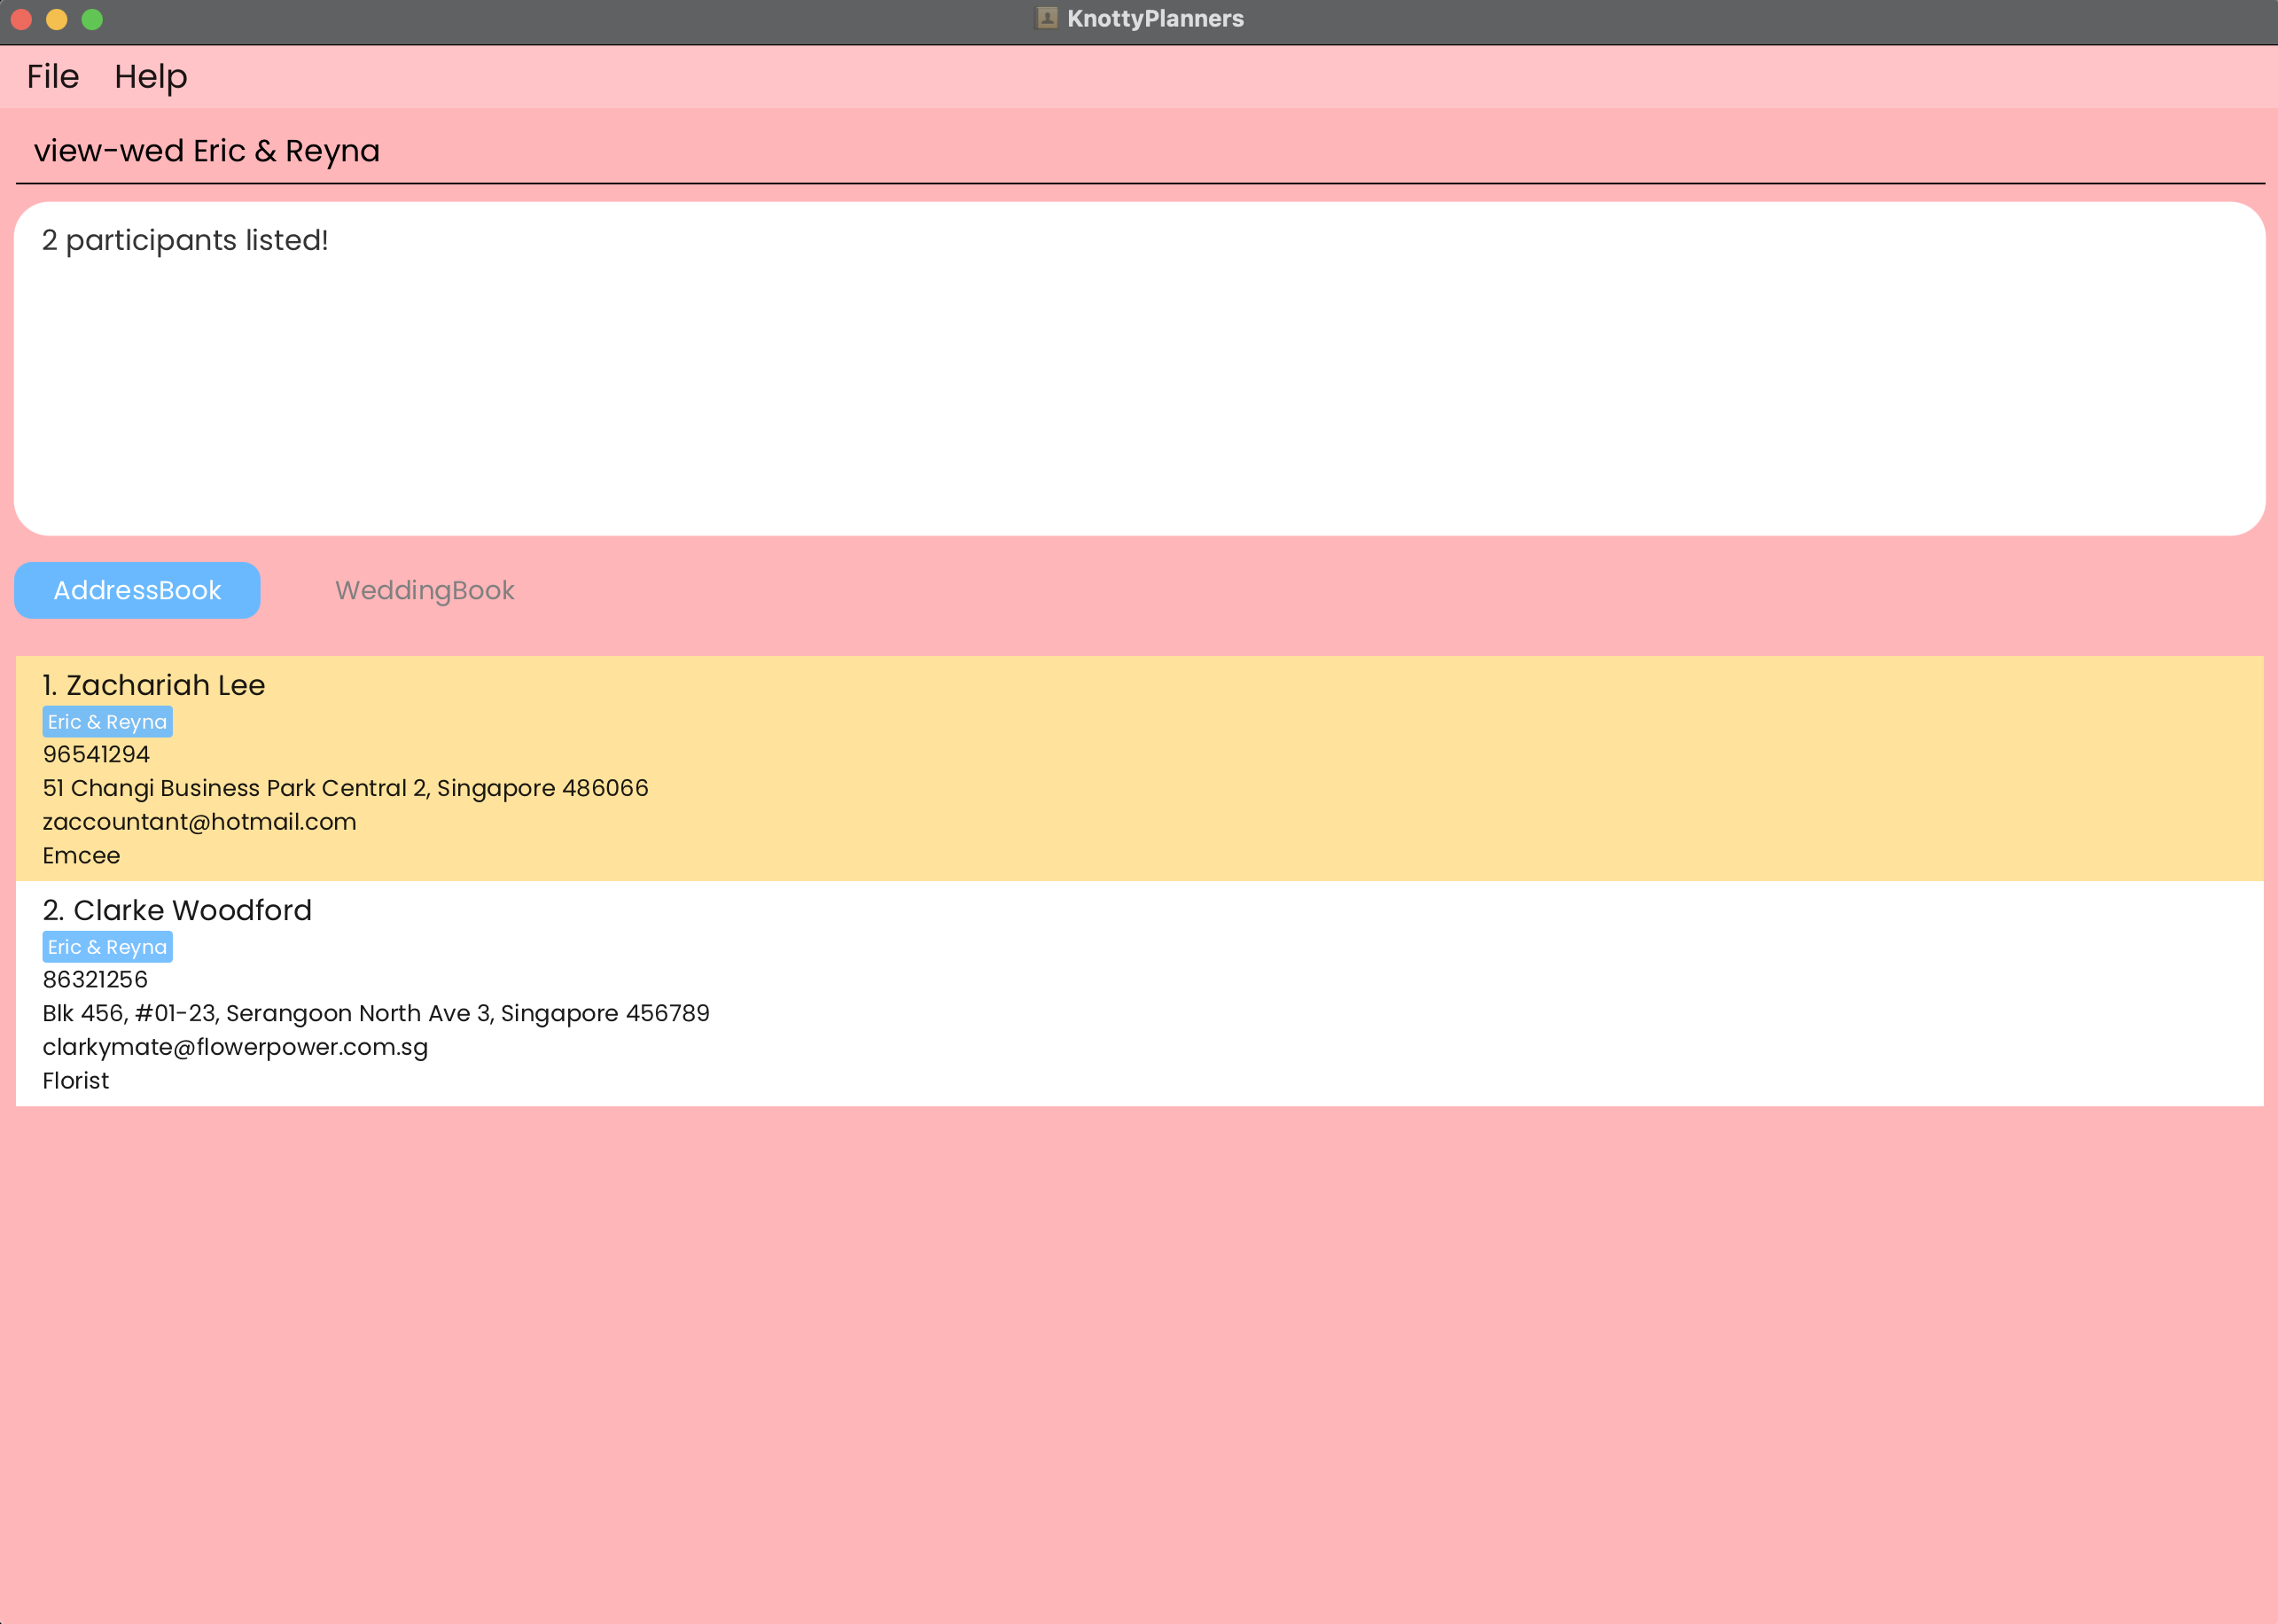 KnottyPlanners
File Help
view-wed Eric & Reyna
2 participants listed!
AddressBook WeddingBook
1. Zachariah Lee
Eric & Reyna
96541294
51 Changi Business Park Central 2, Singapore 486066
zaccountant@hotmail.com
Emcee
2. Clarke Woodford
Eric & Reyna
86321256
Blk 456, #01-23, Serangoon North Ave 3, Singapore 456789
clarkymate@flowerpower.com.sg
Florist